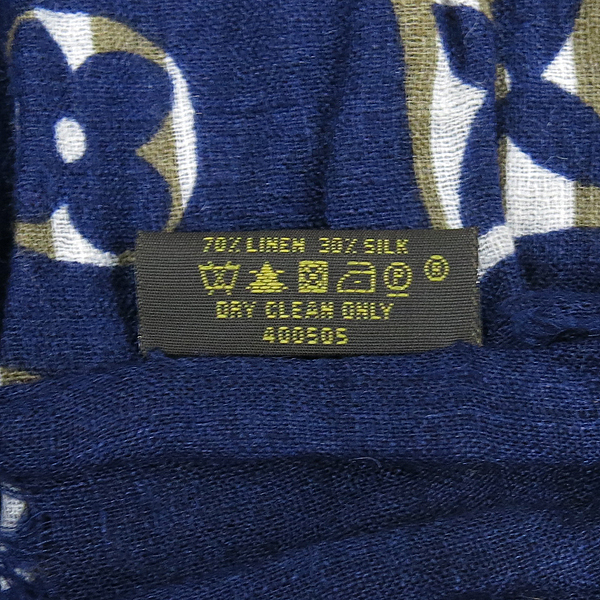 70% LINEN 30% SILK
P ®
DRY CLEAN ONLY
400505